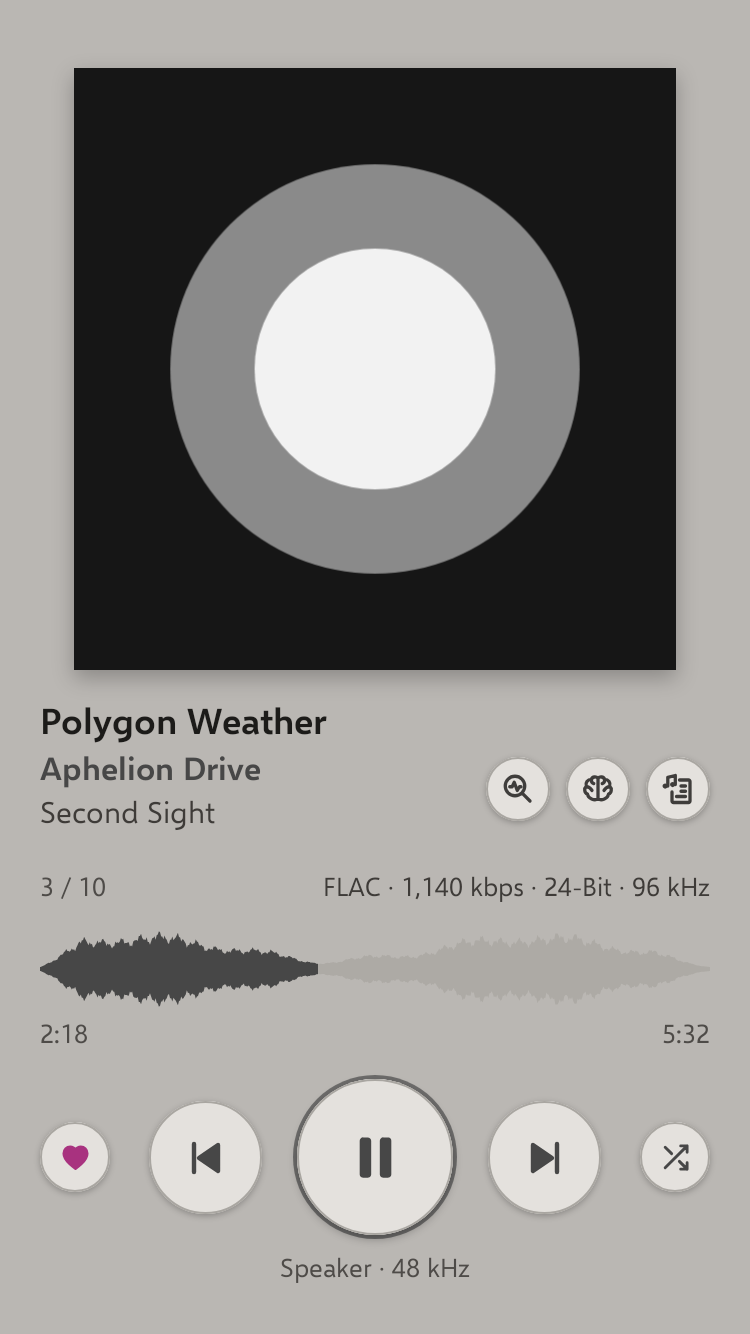 Polygon Weather
Aphelion Drive
Second Sight
3 / 10
FLAC · 1,140 kbps · 24-Bit · 96 kHz
2:18
5:32
Speaker · 48 kHz